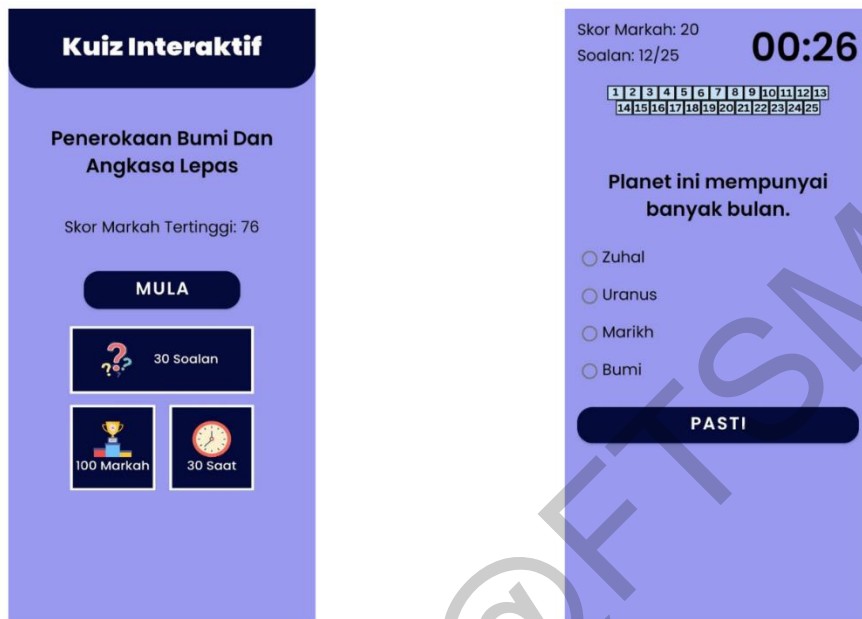 Kuiz Interaktif
Penerokaan Bumi Dan
Angkasa Lepas
Skor Markah Tertinggi: 76
MULA
30 Soalan
100 Markah
30 Saat
Skor Markah: 20
Soalan: 12/25
00:26
1 2 3 4 5 6 7 8 9 10 11 12 13
14 15 16 17 18 19 20 21 22 23 24 25
Planet ini mempunyai
banyak bulan.
Zuhal
Uranus
Marikh
Bumi
PASTI
@FTSM